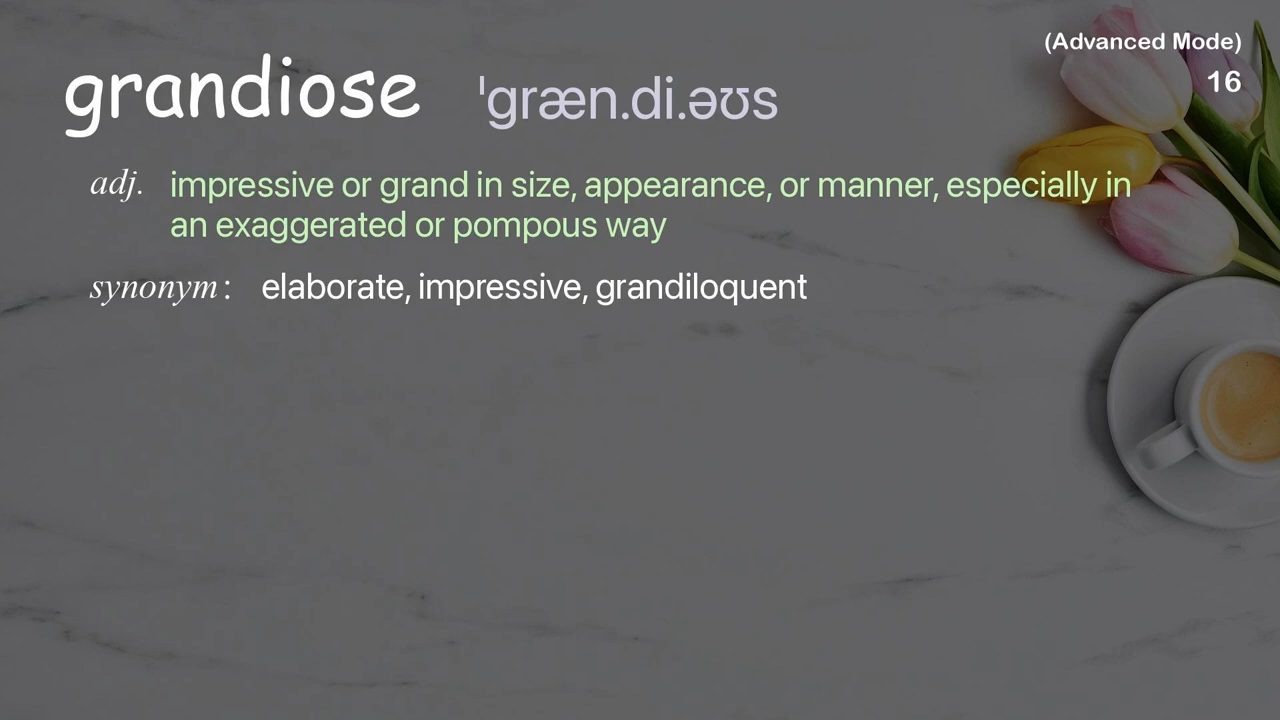 (Advanced Mode)
16
grandiose ˈɡræn.di.əʊs
adj. impressive or grand in size, appearance, or manner, especially in
an exaggerated or pompous way
synonym: elaborate, impressive, grandiloquent